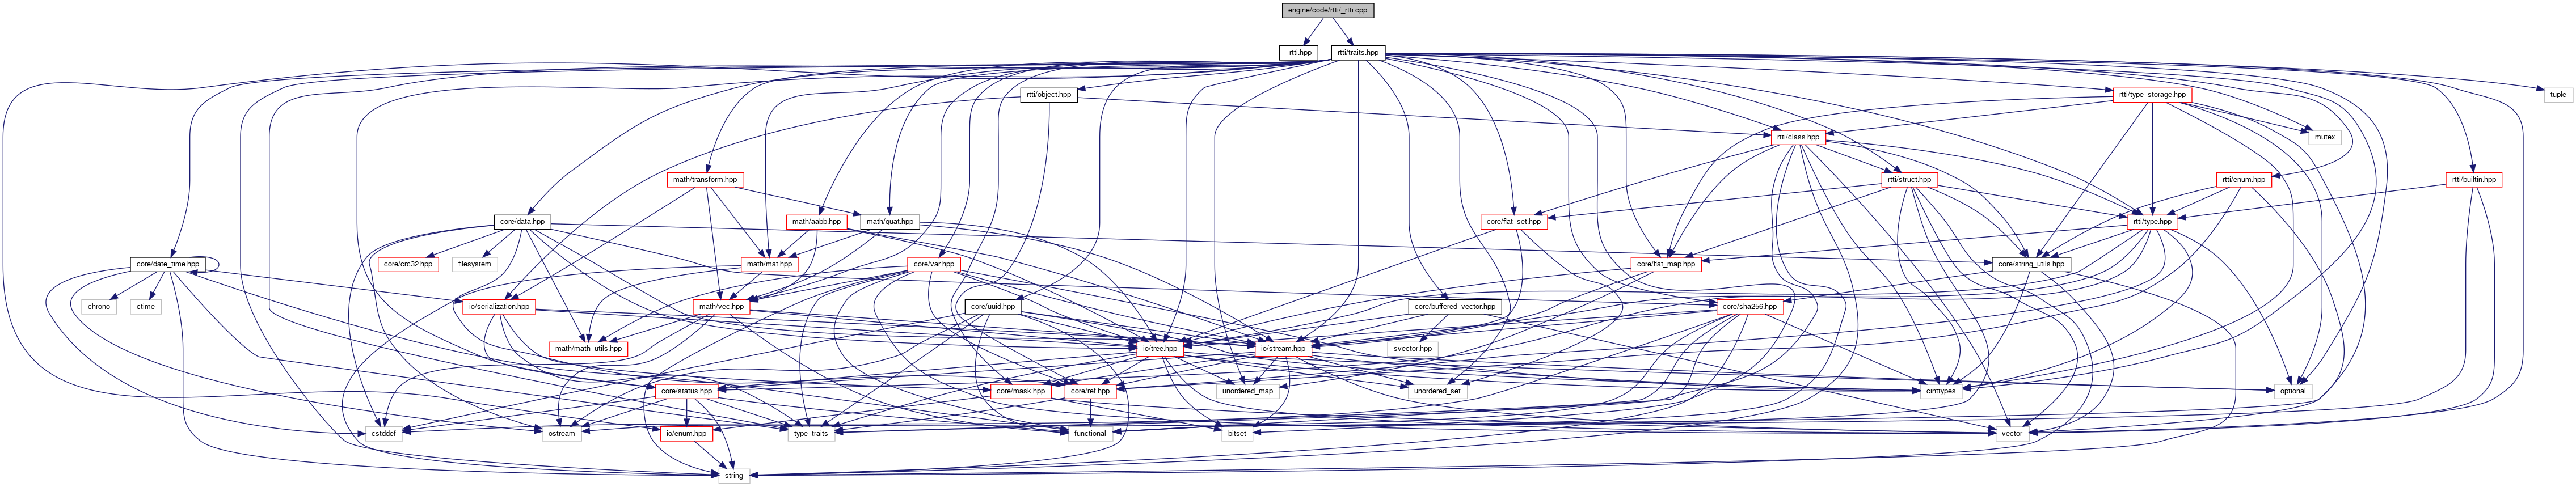 engine/code/rtti/_rtti.cpp
_rtti.hpp
rtti/traits.hpp
rtti/object.hpp
rtti/type_storage.hpp
tuple
rtti/class.hpp
mutex
math/transform.hpp
rtti/struct.hpp
rtti/enum.hpp
rtti/builtin.hpp
core/data.hpp
math/aabb.hpp
math/quat.hpp
core/flat_set.hpp
rtti/type.hpp
core/date_time.hpp
core/crc32.hpp
filesystem
math/mat.hpp
core/var.hpp
core/flat_map.hpp
core/string_utils.hpp
chrono
ctime
io/serialization.hpp
math/vec.hpp
core/uuid.hpp
core/buffered_vector.hpp
core/sha256.hpp
math/math_utils.hpp
io/tree.hpp
io/stream.hpp
svector.hpp
core/status.hpp
core/mask.hpp
core/ref.hpp
unordered_map
unordered_set
cinttypes
optional
cstddef
ostream
io/enum.hpp
type_traits
functional
bitset
vector
string